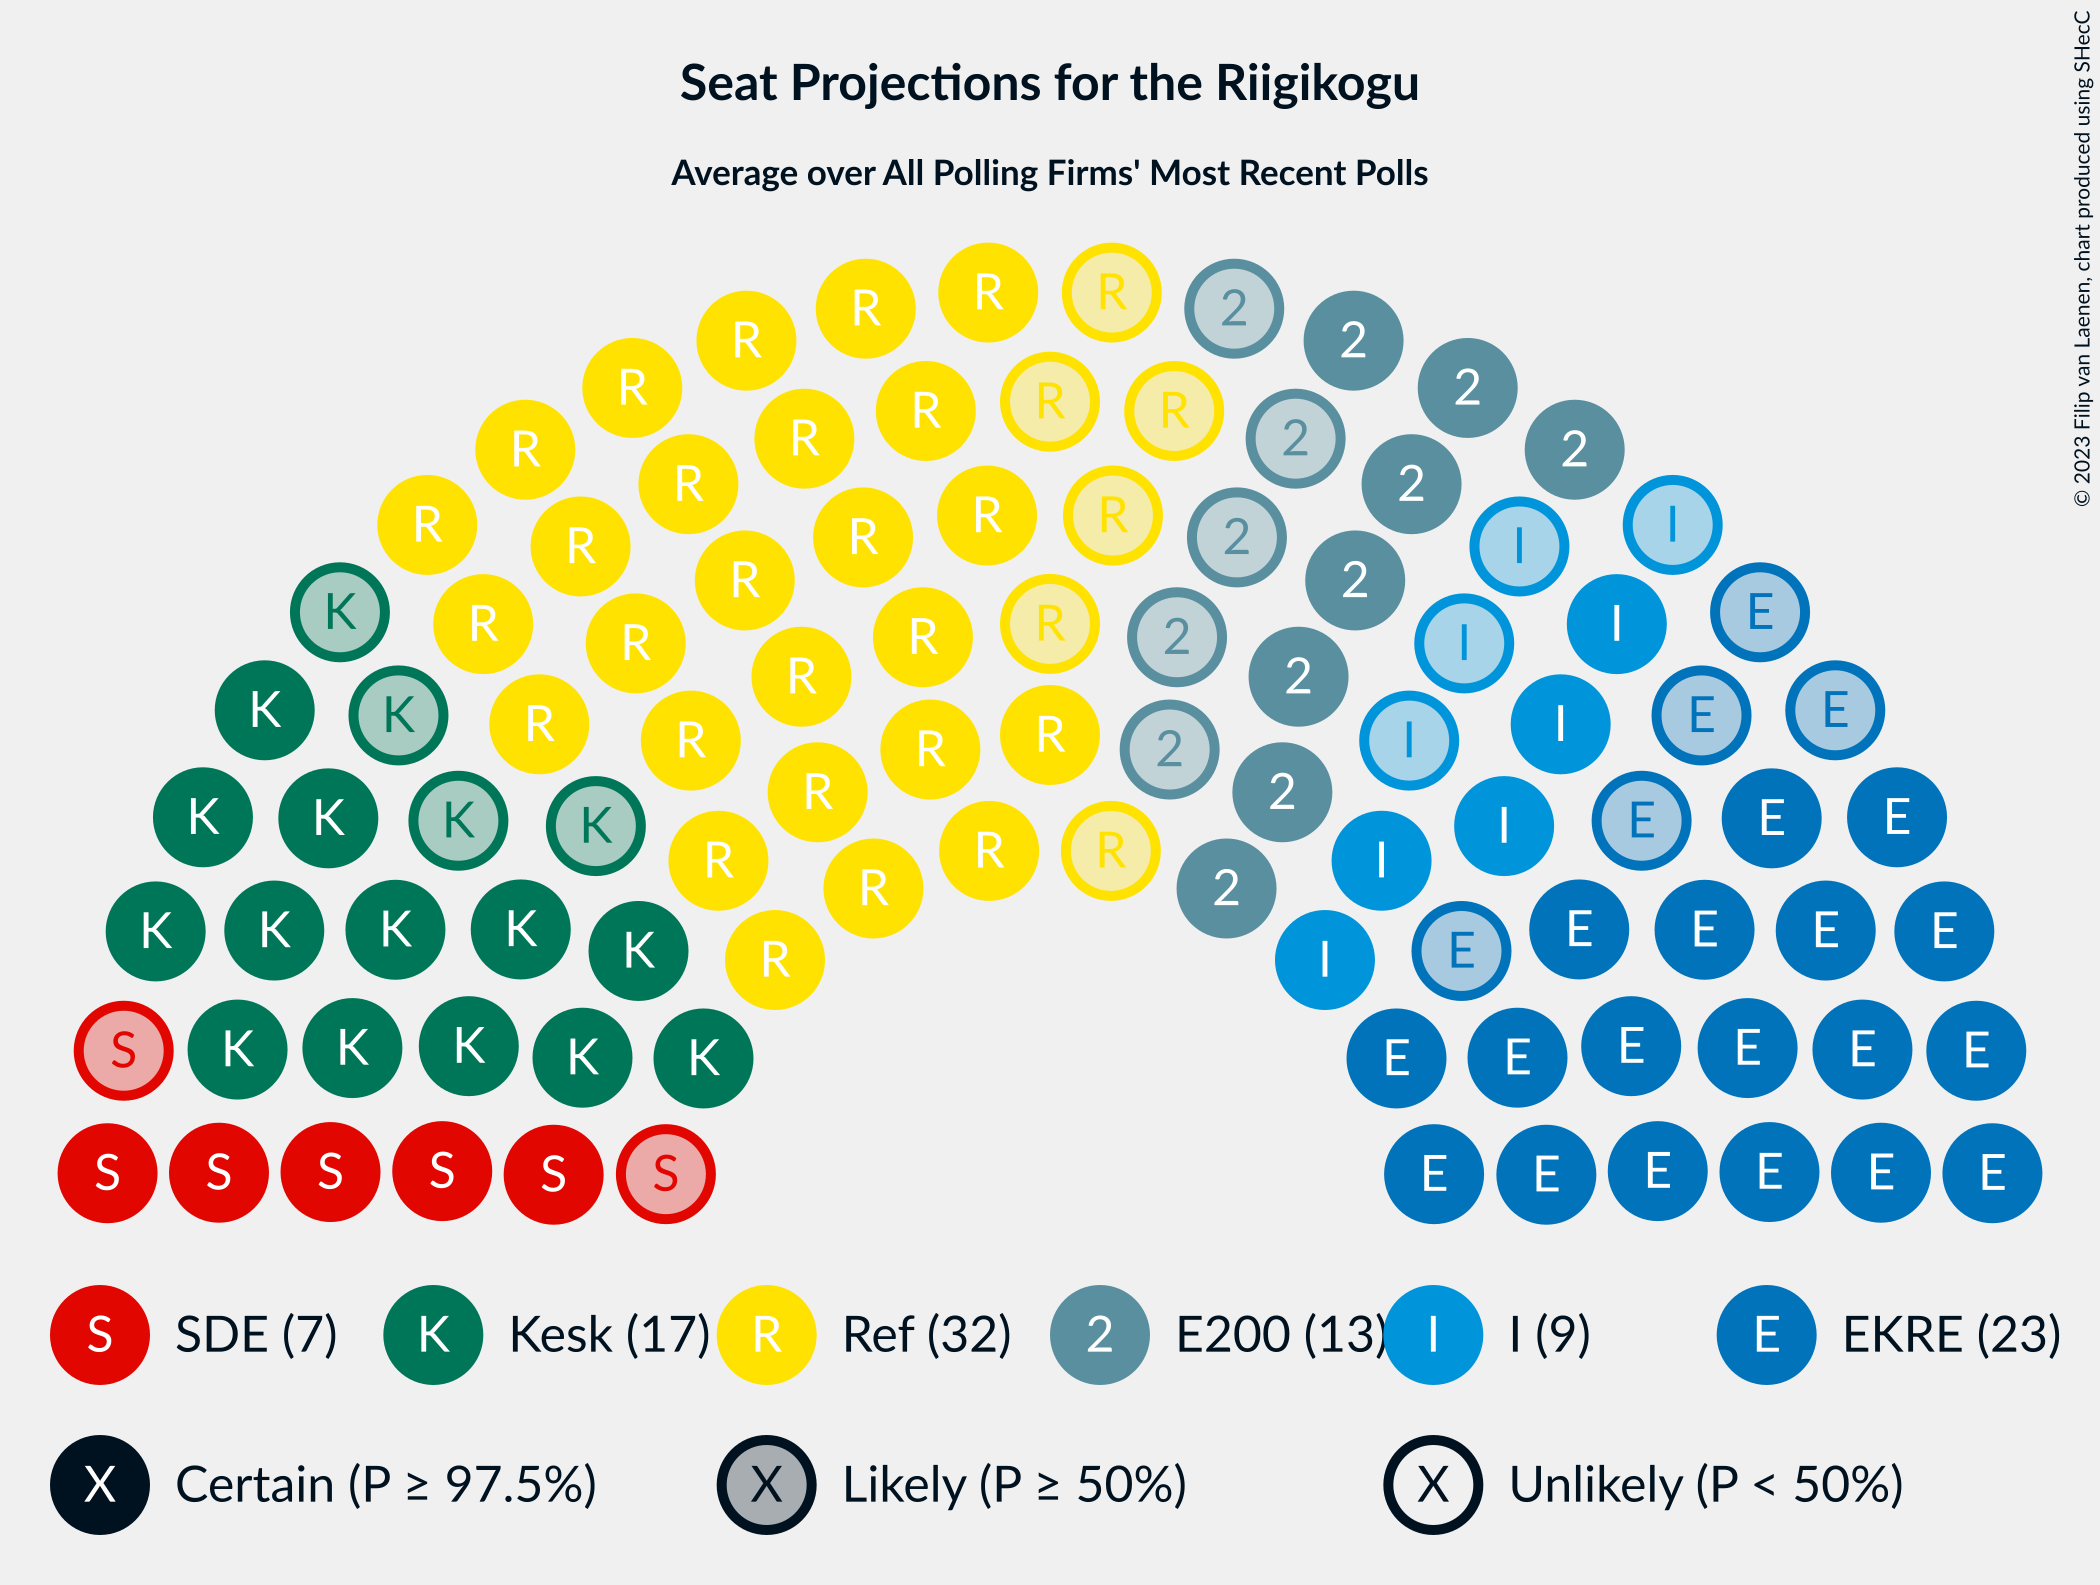 Seat Projections for the Riigikogu
Average over All Polling Firms' Most Recent Polls
© 2023 Filip van Laenen, chart produced using SHecC
R R 2
R R 2
R R R 2
R R R 2
R 2 2
R R 2
R R R 2 I I
R R 2 2
K R R R R R 2 I I E
R R 2
K K R R R R 2 I I E E
R 2
K K K K R R 2 I I E E E
R R
R R 2 I
K K K K K R I E E E E E
S K K K K K E E E E E E
S S S S S S E E E E E E
S SDE (7) K Kesk (17) R Ref (32) 2 E200 (13) I I (9) E EKRE (23)
X Certain (P ≥ 97.5%) X Likely (P ≥ 50%) X Unlikely (P < 50%)